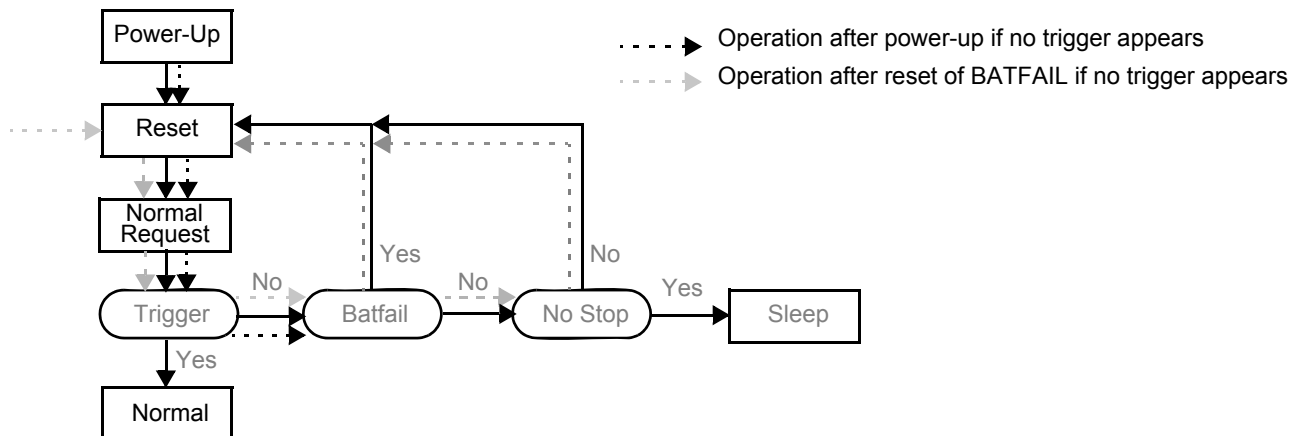 Power-Up
Operation after power-up if no trigger appears
Operation after reset of BATFAIL if no trigger appears
Reset
Normal
Request
Yes
No
No
No
Yes
Trigger
Batfail
No Stop
Sleep
Yes
Normal